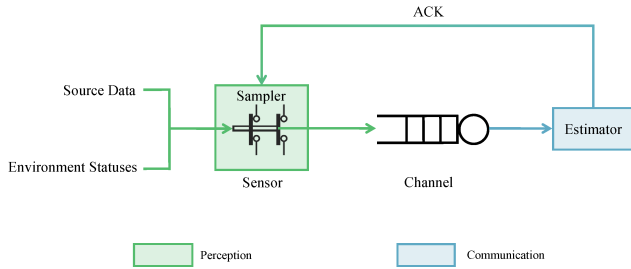 ACK
Source Data
Sampler
Estimator
Environment Statuses
Sensor
Channel
Perception
Communication